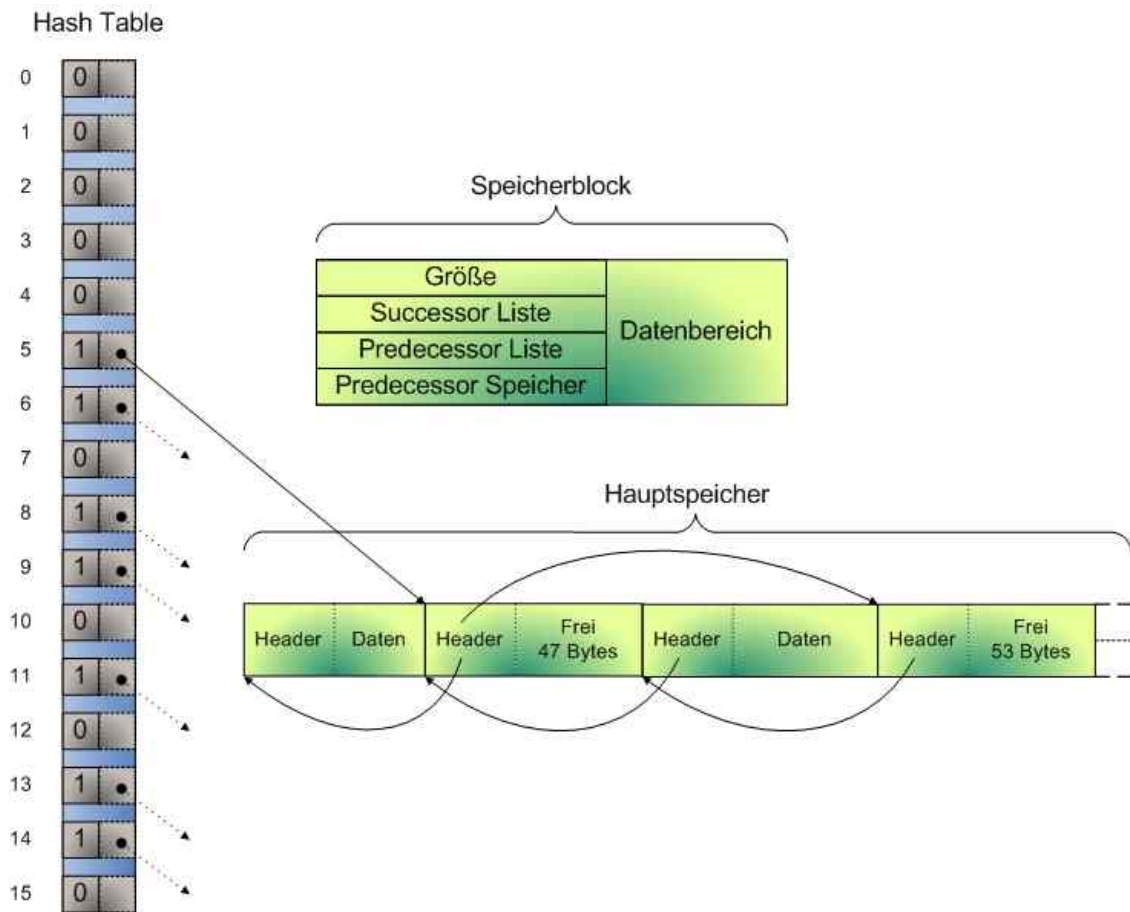 Hash Table
0 0
1 0
2 0
3 0
4 0
5 1
6 1
7 0
8 1
9 1
10 0
11 1
12 0
13 1
14 1
15 0
Speicherblock
Größe
Successor Liste
Predecessor Liste
Predecessor Speicher
Datenbereich
Hauptspeicher
Header Daten Header Frei 47 Bytes Header Daten Header Frei 53 Bytes